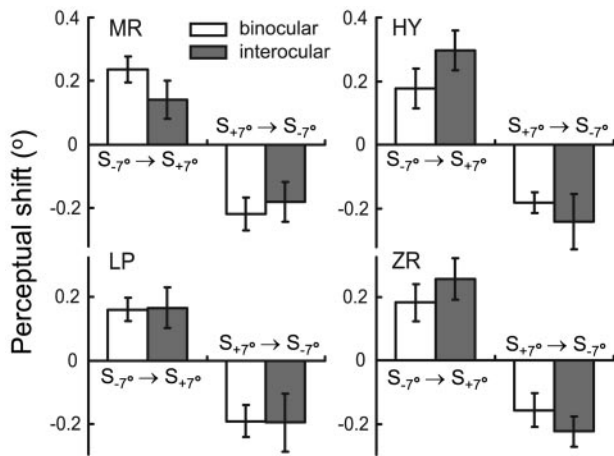 MR
binocular
interocular
HY
0.4
0.4
0.2
0.2
S+7° → S-7°
S+7° → S-7°
0
0
S-7° → S+7°
S-7° → S+7°
-0.2
-0.2
LP
ZR
0.2
0.2
S+7° → S-7°
S+7° → S-7°
0
0
S-7° → S+7°
S-7° → S+7°
-0.2
-0.2
Perceptual shift (º)